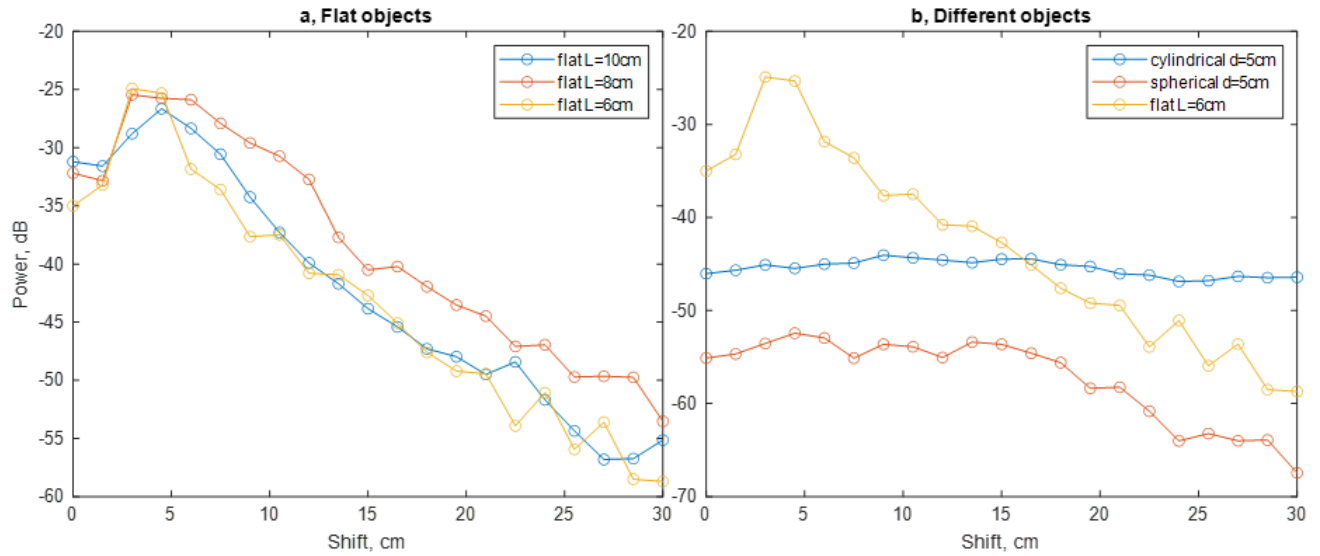 a, Flat objects
-20
-25
-30
-35
-40
-45
-50
-55
-60
Power, dB
0
5
10
15
20
25
30
Shift, cm
flat L=10cm
flat L=8cm
flat L=6cm
b, Different objects
-20
-30
-40
-50
-60
-70
0
5
10
15
20
25
30
Shift, cm
cylindrical d=5cm
spherical d=5cm
flat L=6cm